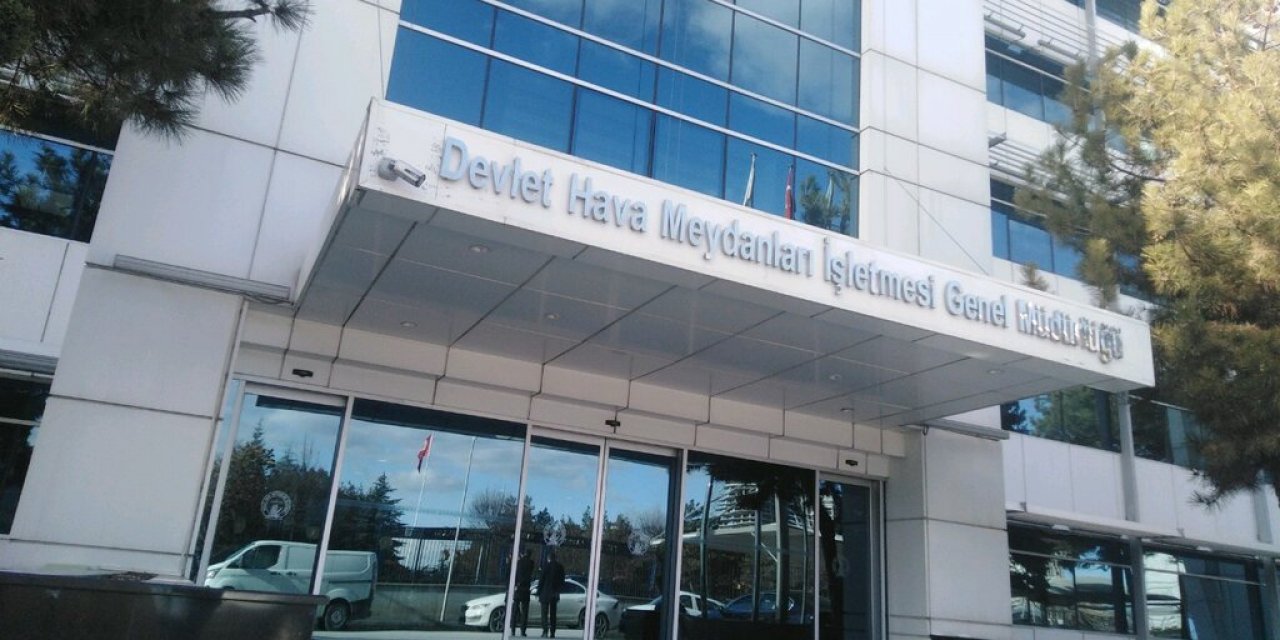 Devlet Hava Meydanları İşletmesi Genel Müdürlüğü